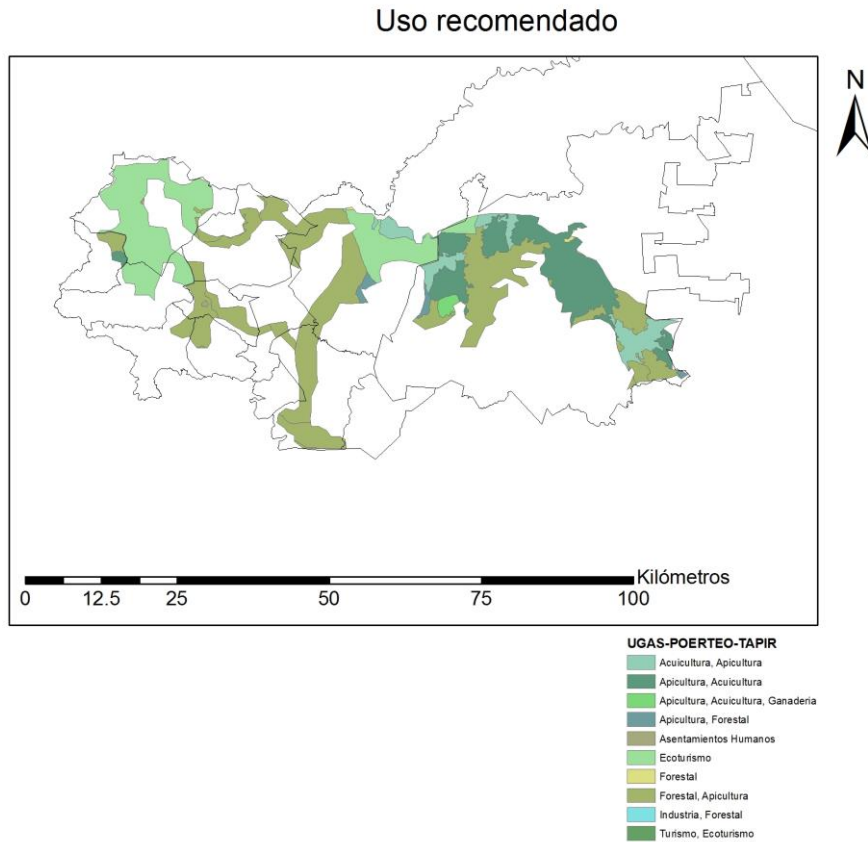 Uso recomendado
N
Kilómetros
0 12.5 25 50 75 100
UGAS-POERTEO-TAPIR
Acuicultura, Apicultura
Apicultura, Acuicultura
Apicultura, Acuicultura, Ganaderia
Apicultura, Forestal
Asentamientos Humanos
Ecoturismo
Forestal
Forestal, Apicultura
Industria, Forestal
Turismo, Ecoturismo